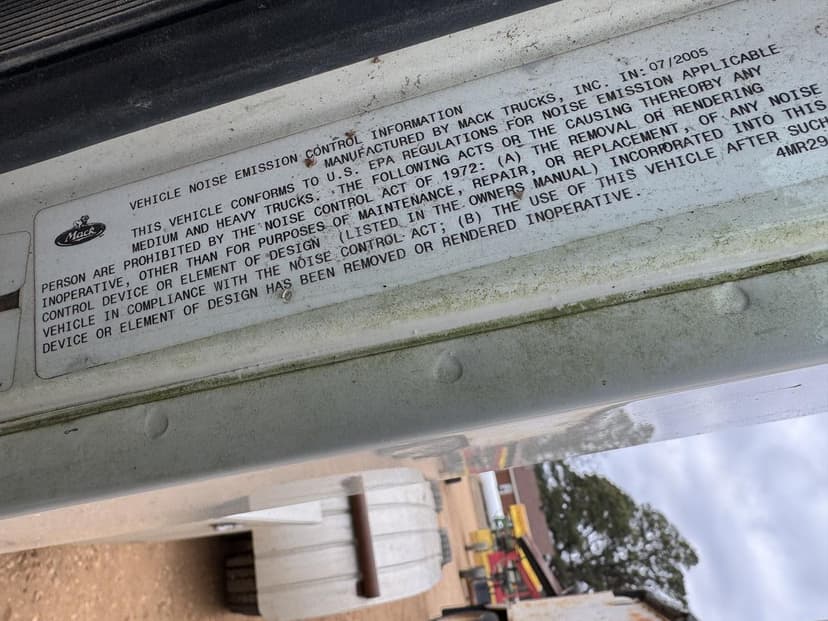 VEHICLE NOISE EMISSION CONTROL INFORMATION
MANUFACTURED BY MACK TRUCKS, INC. IN: 07/2005
THIS VEHICLE CONFORMS TO U.S. EPA REGULATIONS FOR NOISE EMISSION APPLICABLE
MEDIUM AND HEAVY TRUCKS. THE FOLLOWING ACTS OR THE CAUSING THEREORBY ANY
PERSON ARE PROHIBITED BY THE NOISE CONTROL ACT OF 1972: (A) THE REMOVAL OR RENDERING
INOPERATIVE, OTHER THAN FOR PURPOSES OF MAINTENANCE, REPAIR, OR REPLACEMENT, OF ANY NOISE
CONTROL DEVICE OR ELEMENT OF DESIGN (LISTED IN THE OWNERS MANUAL) INCORPORATED INTO THIS
VEHICLE IN COMPLIANCE WITH THE NOISE CONTROL ACT; (B) THE USE OF THIS VEHICLE AFTER SUCH
DEVICE OR ELEMENT OF DESIGN HAS BEEN REMOVED OR RENDERED INOPERATIVE.
4MR29
Mack